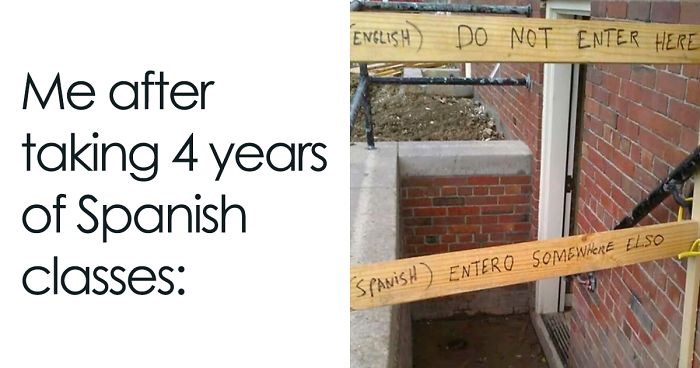 Me after
taking 4 years
of Spanish
classes:
(ENGLISH) DO NOT ENTER HERE
(SPANISH) ENTERO SOMEWHERE ELSO